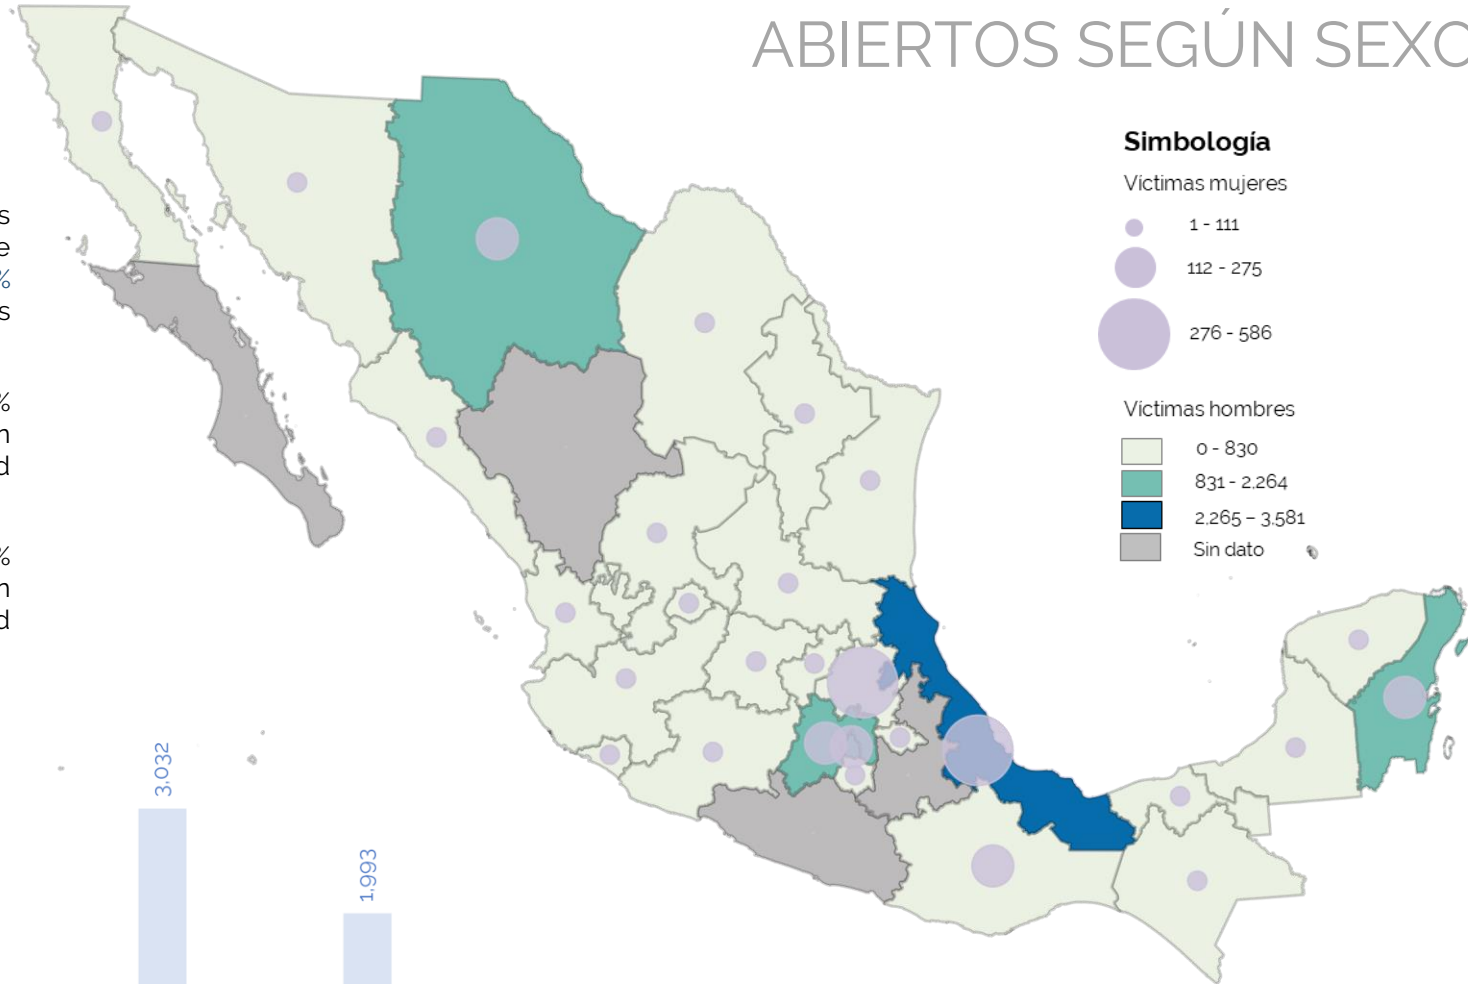 ABIERTOS SEGÚN SEXO
s
e
%
s
%
n
d
%
n
d
Simbología
Víctimas mujeres
1 - 111
112 - 275
276 - 586
Víctimas hombres
0 - 830
831 - 2,264
2,265 – 3,581
Sin dato
3,032
1,993